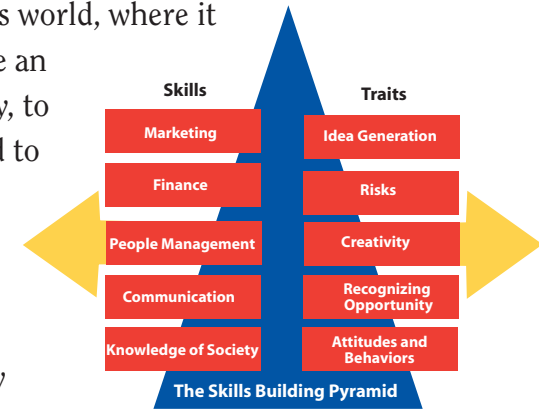 s world, where it
e an
y, to
d to
y
Skills
Marketing
Finance
People Management
Communication
Knowledge of Society
Traits
Idea Generation
Risks
Creativity
Recognizing
Opportunity
Attitudes and
Behaviors
The Skills Building Pyramid